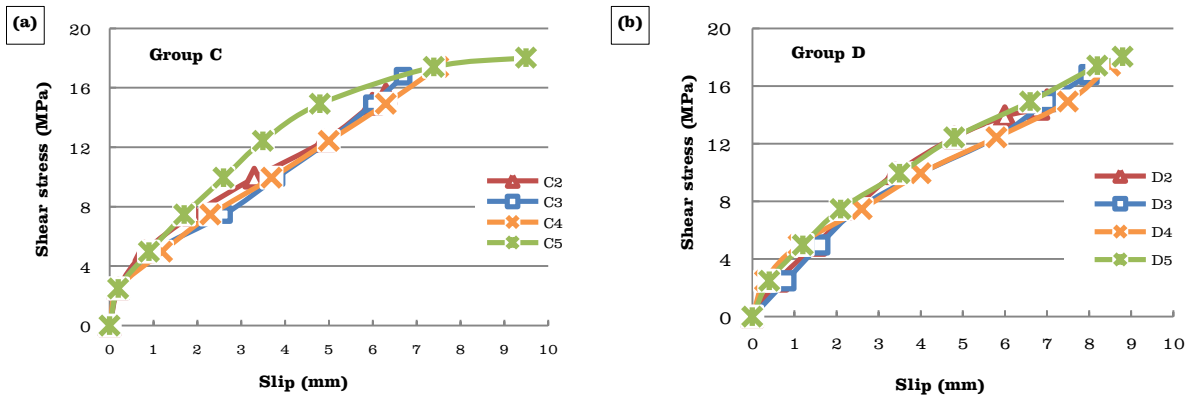 (a)
Group C
Shear stress (MPa)
20
16
12
8
4
0
0 1 2 3 4 5 6 7 8 9 10
Slip (mm)
C2
C3
C4
C5
(b)
Group D
Shear stress (MPa)
20
16
12
8
4
0
0 1 2 3 4 5 6 7 8 9 10
Slip (mm)
D2
D3
D4
D5